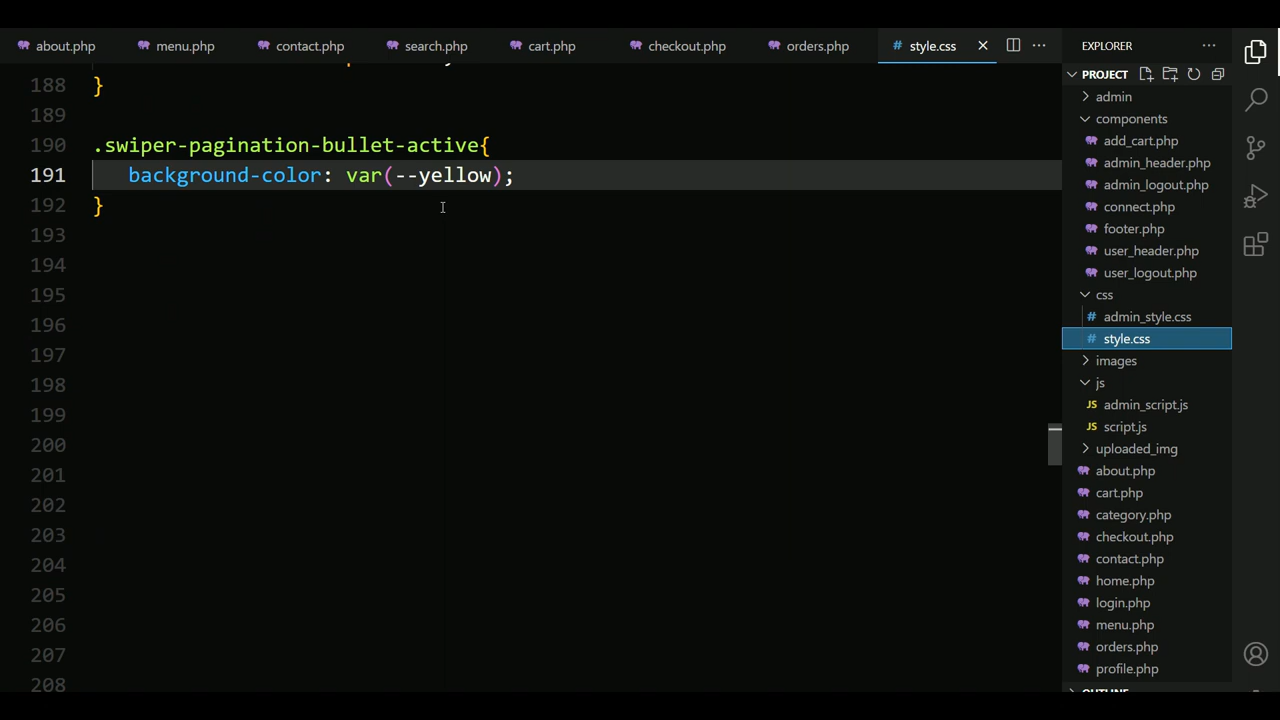 about.php
menu.php
contact.php
search.php
cart.php
checkout.php
orders.php
# style.css
EXPLORER
188 }
189
190 .swiper-pagination-bullet-active{
191 background-color: var(--yellow);
192 }
193
194
195
196
197
198
199
200
201
202
203
204
205
206
207
208
PROJECT
admin
components
add_cart.php
admin_header.php
admin_logout.php
connect.php
footer.php
user_header.php
user_logout.php
css
# admin_style.css
# style.css
images
js
JS admin_script.js
JS script.js
uploaded_img
about.php
cart.php
category.php
checkout.php
contact.php
home.php
login.php
menu.php
orders.php
profile.php
OUTLINE